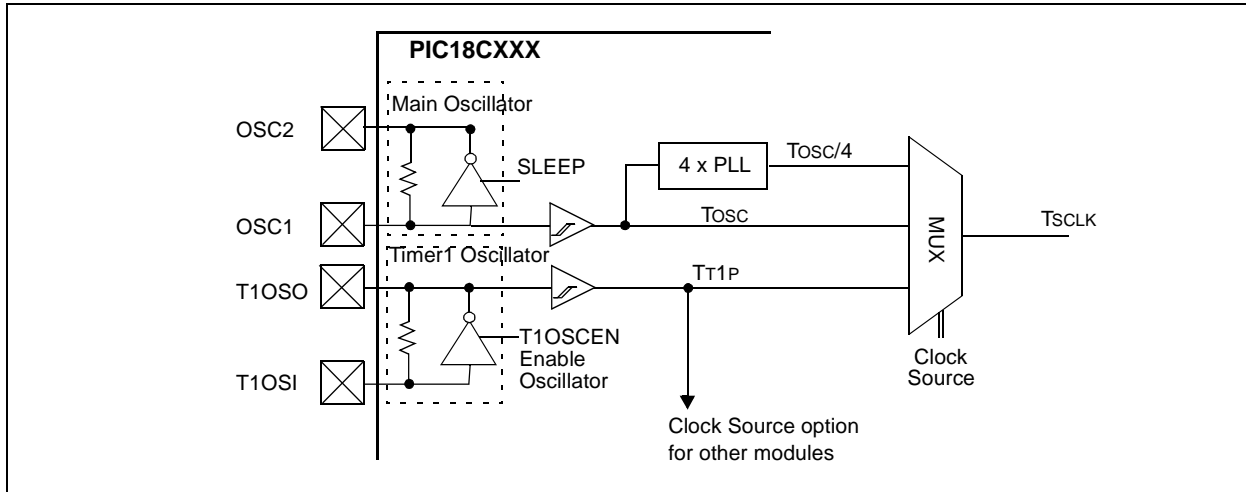 PIC18CXXX
Main Oscillator
OSC2
SLEEP
4 x PLL
TOSC/4
OSC1
TOSC
MUX
TSCLK
Timer1 Oscillator
T1OSO
TT1P
T1OSCEN
Enable
Oscillator
T1OSI
Clock
Source
Clock Source option
for other modules